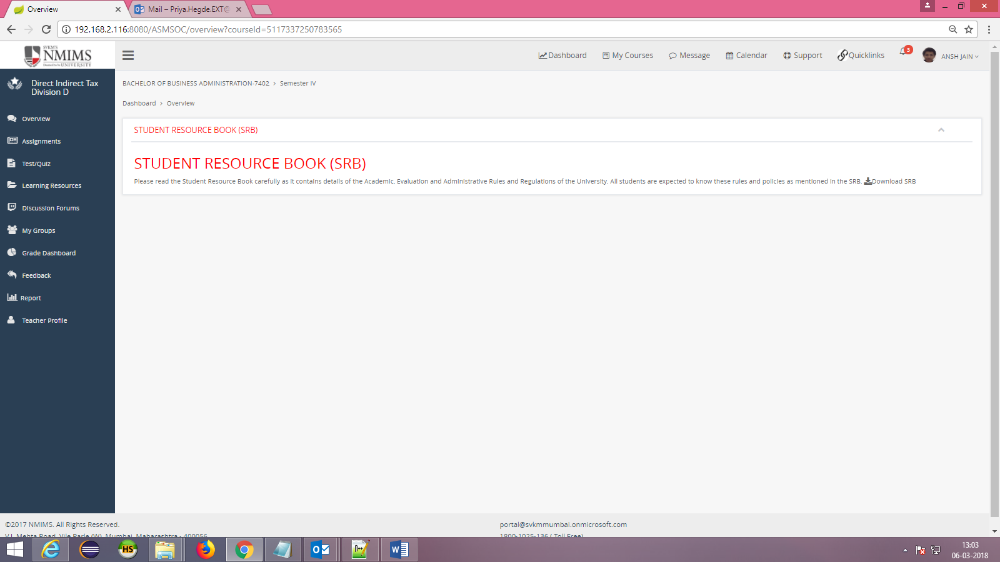 Overview
Mail – Priya.Hegde.EXT@
192.168.2.116:8080/ASMSOC/overview?courseId=5117337250783565
SVKM'S
NMIMS
Deemed to be UNIVERSITY
Dashboard
My Courses
Message
Calendar
Support
Quicklinks
3
ANSH JAIN
Direct Indirect Tax
Division D
Overview
Assignments
Test/Quiz
Learning Resources
Discussion Forums
My Groups
Grade Dashboard
Feedback
Report
Teacher Profile
BACHELOR OF BUSINESS ADMINISTRATION-7402 > Semester IV
Dashboard > Overview
STUDENT RESOURCE BOOK (SRB)
STUDENT RESOURCE BOOK (SRB)
Please read the Student Resource Book carefully as it contains details of the Academic, Evaluation and Administrative Rules and Regulations of the University. All students are expected to know these rules and policies as mentioned in the SRB. Download SRB
©2017 NMIMS. All Rights Reserved.
V.L.Mehta Road, Vile Parle (W), Mumbai, Maharashtra - 400056
portal@svkmmumbai.onmicrosoft.com
1800-1025-136 ( Toll Free)
HS
13:03
06-03-2018